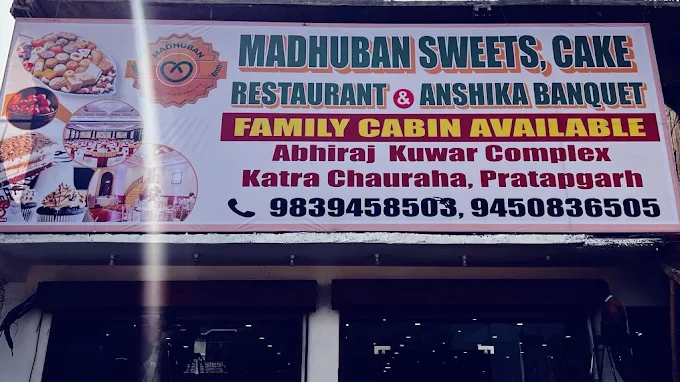 MADHUBAN
MADHUBAN SWEETS, CAKE
RESTAURANT & ANSHIKA BANQUET
FAMILY CABIN AVAILABLE
Abhiraj Kuwar Complex
Katra Chauraha, Pratapgarh
9839458503, 9450836505